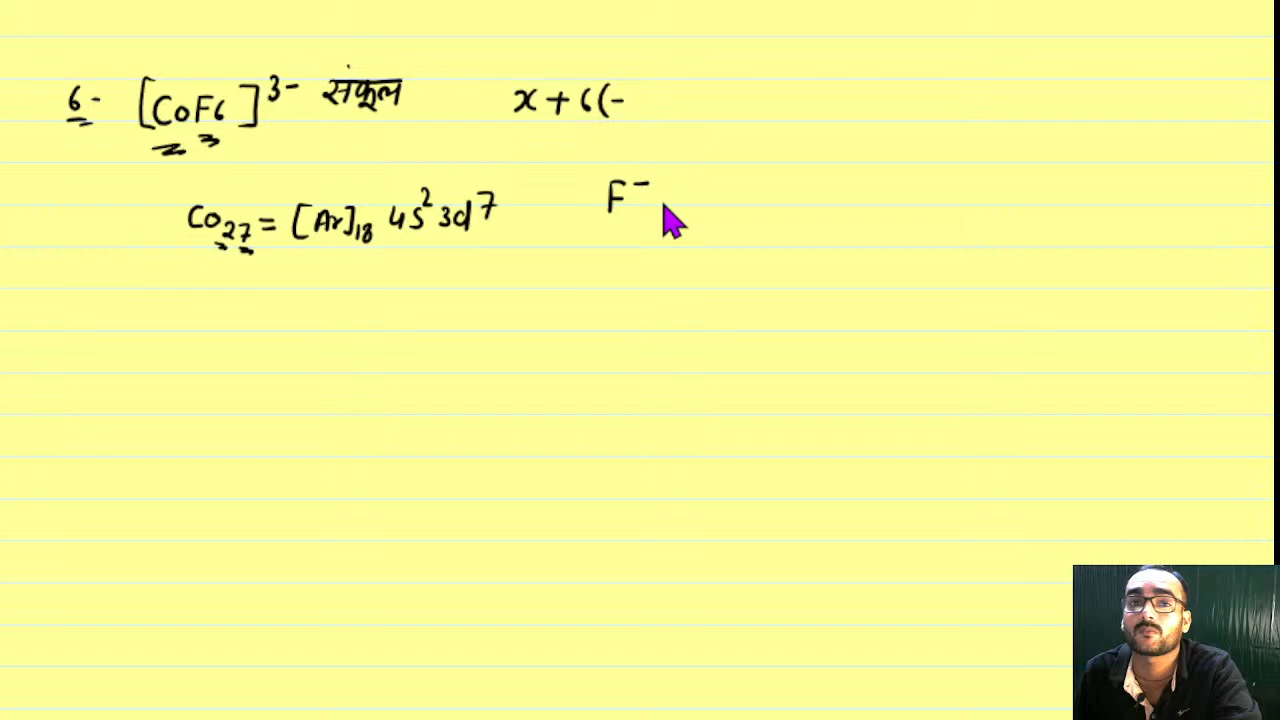 6- [CoF6]³⁻ संकुल x + 6(-
Co₂₇ = [Ar]₁₈ 4s² 3d⁷ F⁻